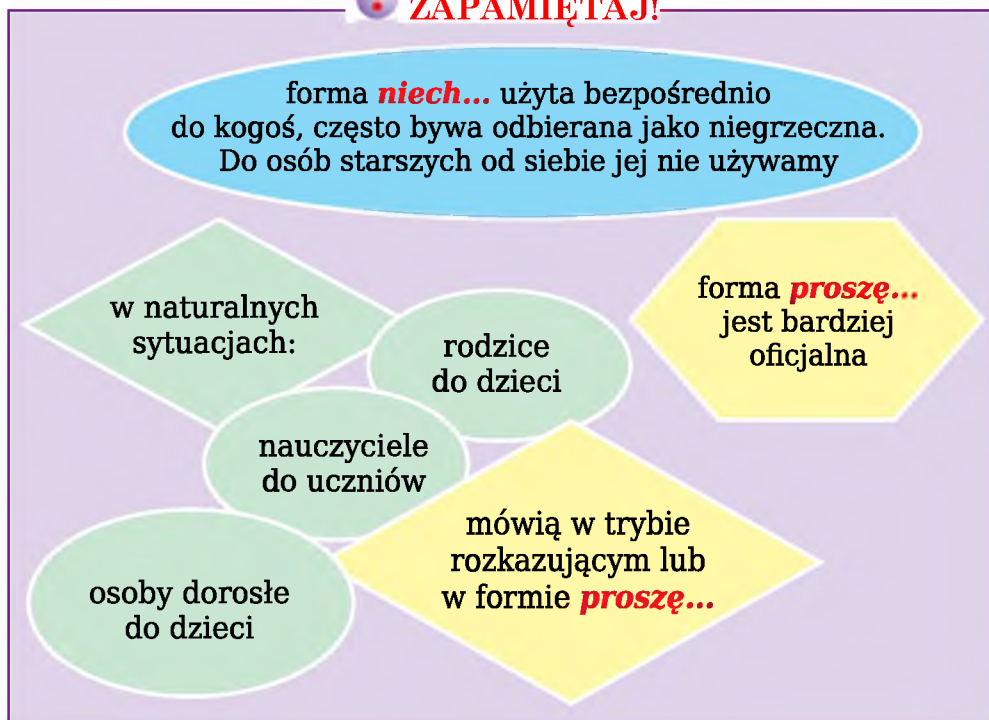 ZAPAMIĘTAJ!
forma niech... użyta bezpośrednio
do kogoś, często bywa odbierana jako niegrzeczna.
Do osób starszych od siebie jej nie używamy
w naturalnych
sytuacjach:
forma proszę...
jest bardziej
oficjalna
rodzice
do dzieci
nauczyciele
do uczniów
mówią w trybie
rozkazującym lub
w formie proszę...
osoby dorosłe
do dzieci